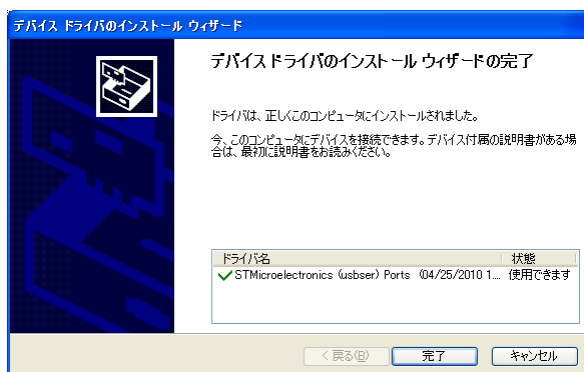 デバイス ドライバのインストール ウィザード
デバイス ドライバのインストール ウィザードの完了
ドライバは、正しくこのコンピュータにインストールされました。
今、このコンピュータにデバイスを接続できます。デバイス付属の説明書がある場
合は、最初に説明書をお読みください。
ドライバ名 状態
STMicroelectronics (usbser) Ports (04/25/2010 1... 使用できます
< 戻る(B) 完了 キャンセル